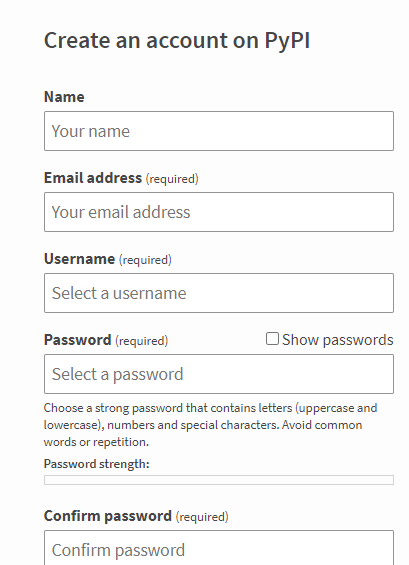 Create an account on PyPI
Name
Your name
Email address (required)
Your email address
Username (required)
Select a username
Password (required) Show passwords
Select a password
Choose a strong password that contains letters (uppercase and
lowercase), numbers and special characters. Avoid common
words or repetition.
Password strength:
Confirm password (required)
Confirm password